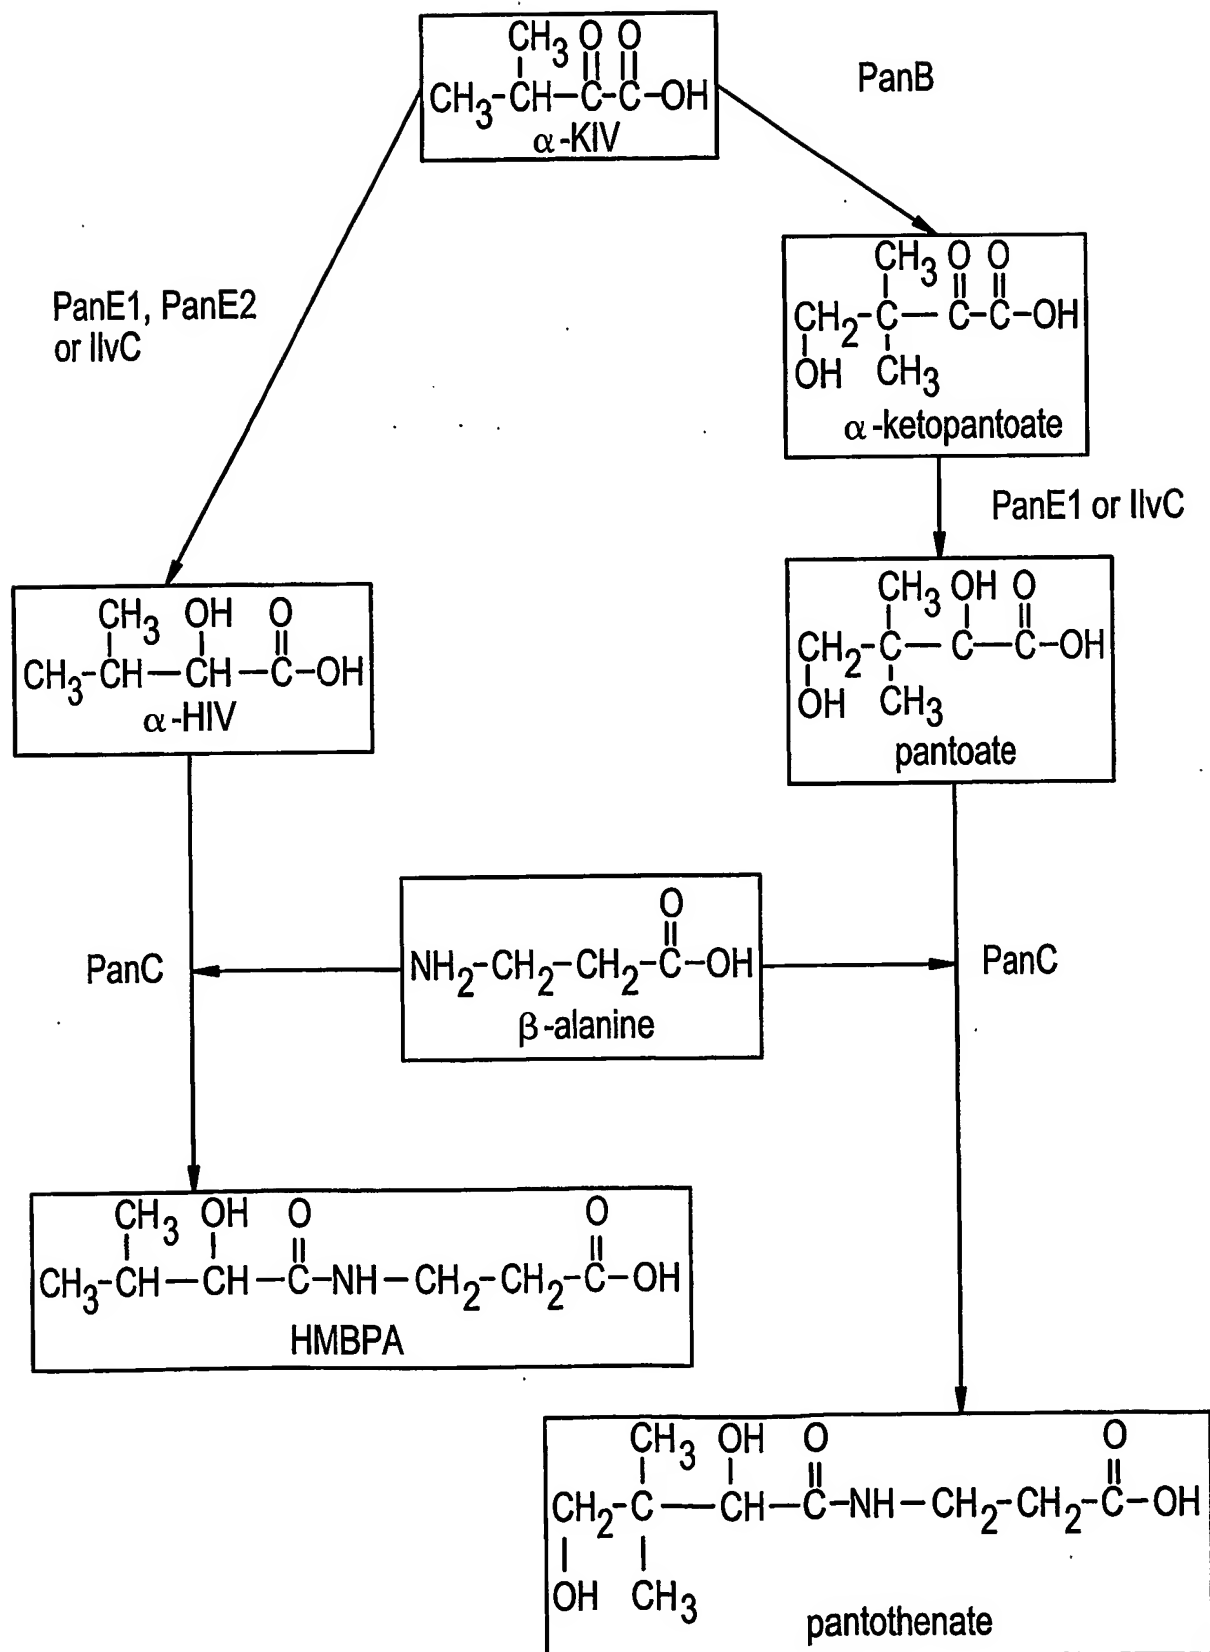 CH3 O O
CH3-CH-C-C-OH
α-KIV
PanB
PanE1, PanE2
or IlvC
CH3 O O
CH2-C-C-C-OH
OH CH3
α-ketopantoate
PanE1 or IlvC
CH3 OH O
CH3-CH-CH-C-OH
α-HIV
CH3 OH O
CH2-C-C-C-OH
OH CH3
pantoate
O
NH2-CH2-CH2-C-OH
β-alanine
PanC
PanC
CH3 OH O O
CH3-CH-CH-C-NH-CH2-CH2-C-OH
HMBPA
CH3 OH O O
CH2-C-CH-C-NH-CH2-CH2-C-OH
OH CH3
pantothenate